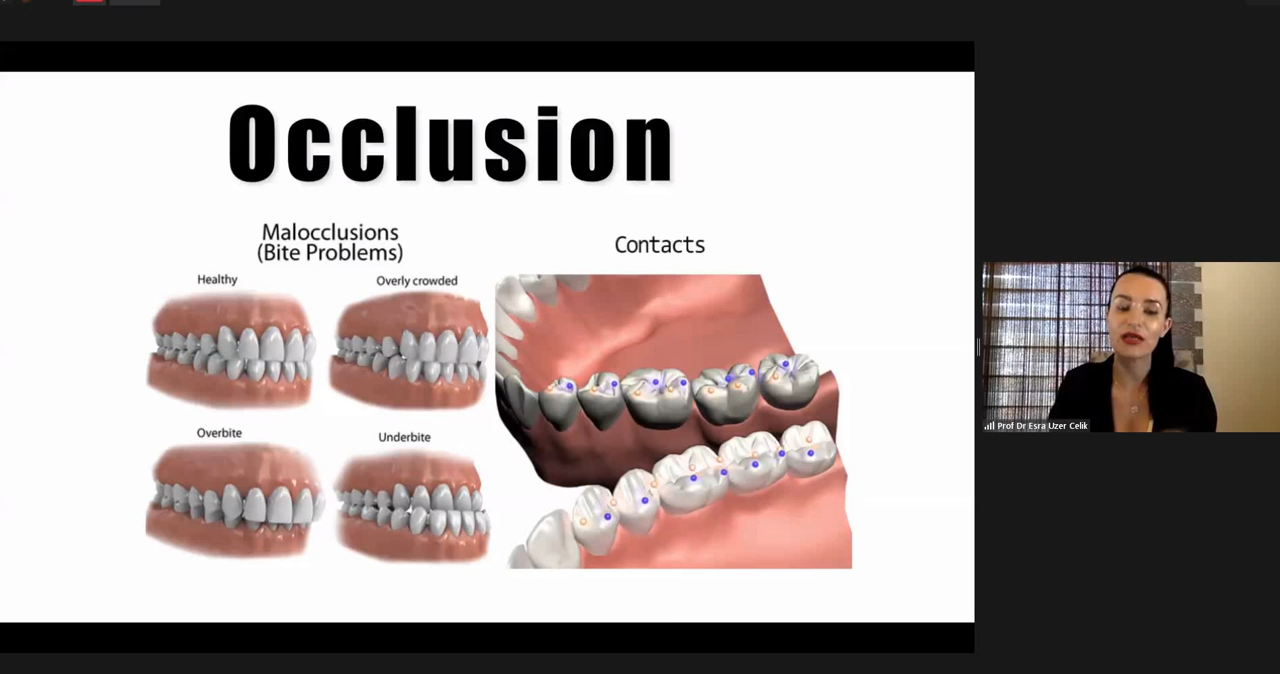 Occlusion
Malocclusions
(Bite Problems)
Contacts
Healthy
Overly crowded
Overbite
Underbite
Prof Dr Esra Uzer Celik